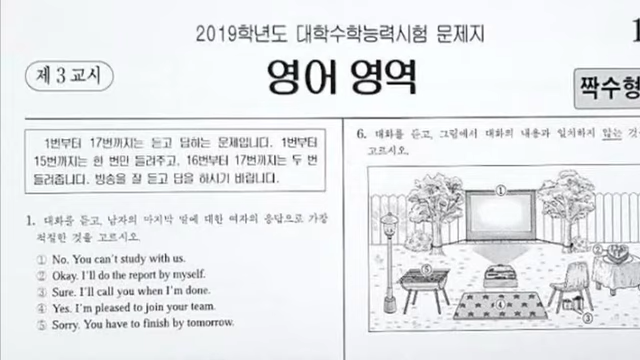 2019학년도 대학수학능력시험 문제지
제 3 교시
영어 영역
짝수형
1번부터 17번까지는 듣고 답하는 문제입니다. 1번부터
15번까지는 한 번만 들려주고, 16번부터 17번까지는 두 번
들려줍니다. 방송을 잘 듣고 답을 하시기 바랍니다.
1. 대화를 듣고, 남자의 마지막 말에 대한 여자의 응답으로 가장
적절한 것을 고르시오.
① No. You can't study with us.
② Okay. I'll do the report by myself.
③ Sure. I'll call you when I'm done.
④ Yes. I'm pleased to join your team.
⑤ Sorry. You have to finish by tomorrow.
6. 대화를 듣고, 그림에서 대화의 내용과 일치하지 않는 것
고르시오.
①
②
⑤
④
③